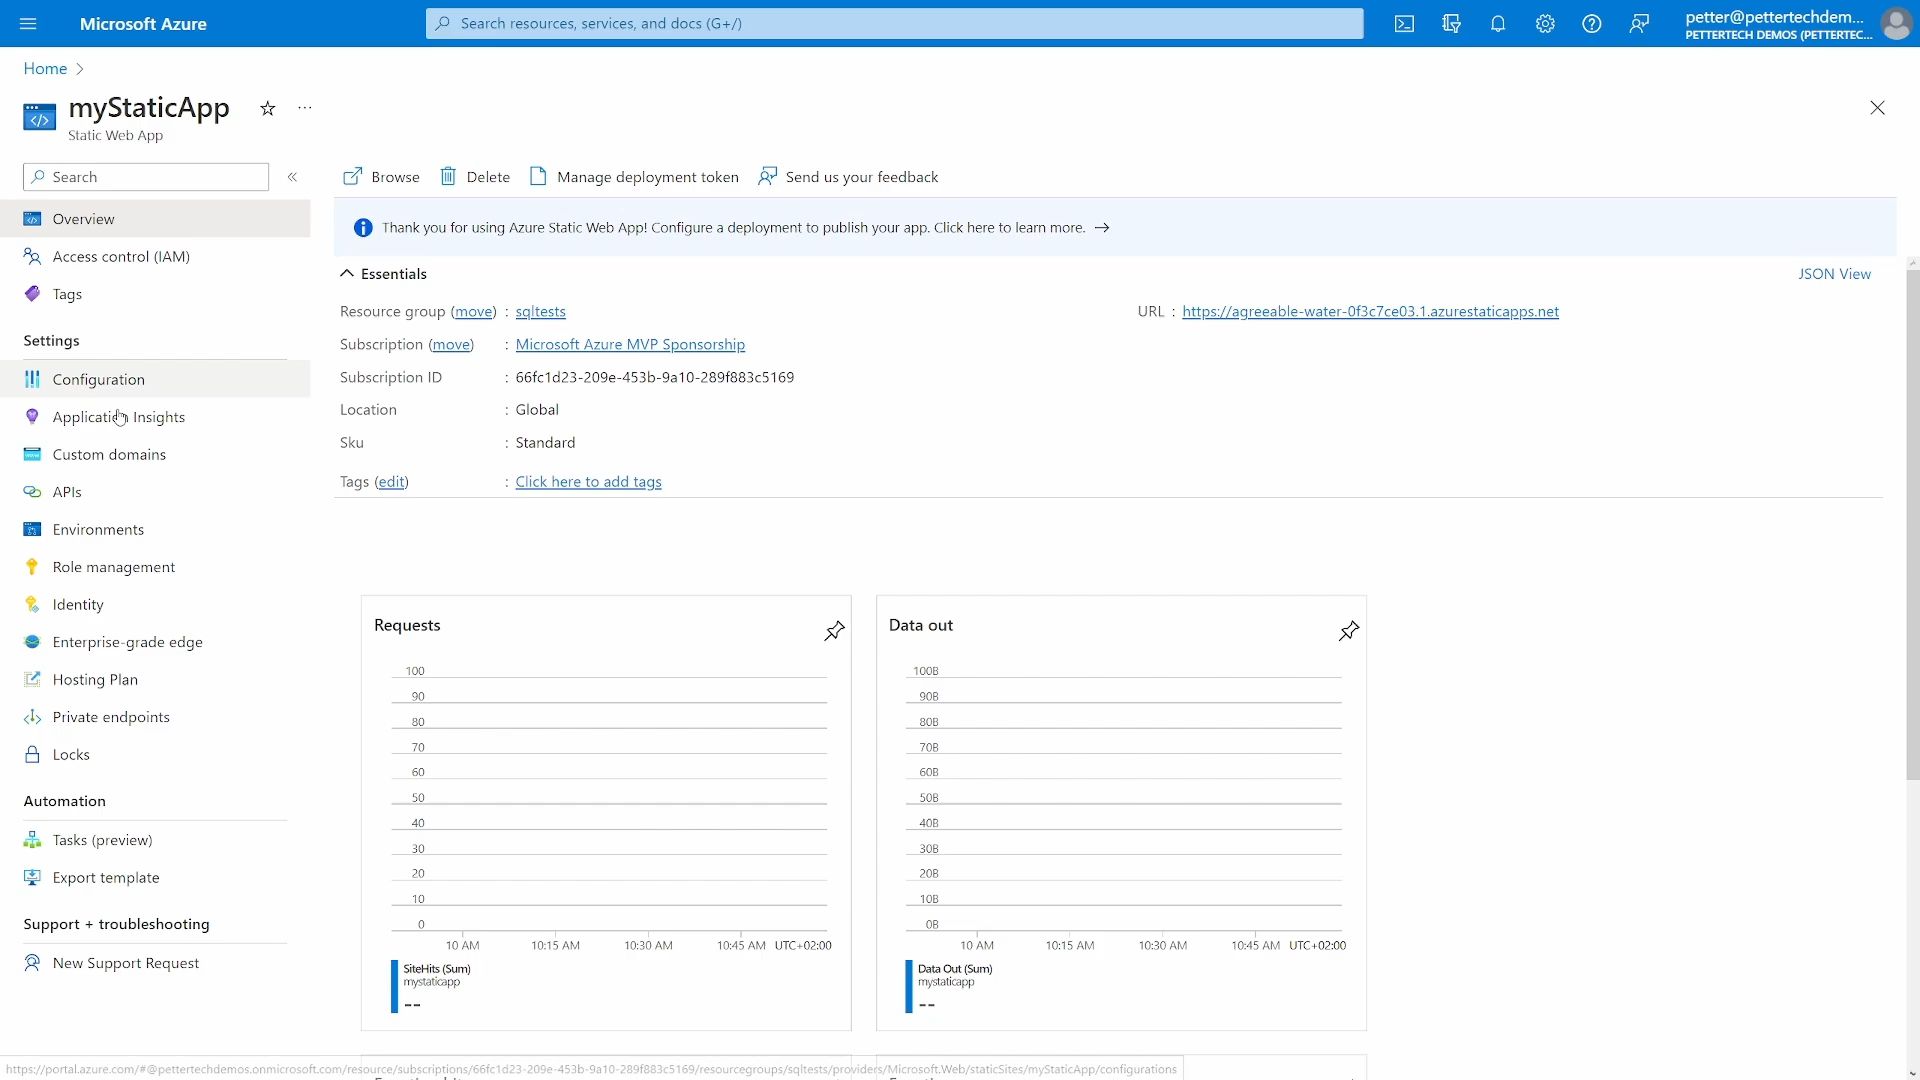 Microsoft Azure
Search resources, services, and docs (G+/)
petter@pettertechdem...
PETTERTECH DEMOS (PETTERTEC...
Home
myStaticApp
Static Web App
Search
Browse
Delete
Manage deployment token
Send us your feedback
Overview
Access control (IAM)
Tags
Settings
Configuration
Application Insights
Custom domains
APIs
Environments
Role management
Identity
Enterprise-grade edge
Hosting Plan
Private endpoints
Locks
Automation
Tasks (preview)
Export template
Support + troubleshooting
New Support Request
Thank you for using Azure Static Web App! Configure a deployment to publish your app. Click here to learn more. →
Essentials
JSON View
Resource group (move) : sqltests
Subscription (move) : Microsoft Azure MVP Sponsorship
Subscription ID : 66fc1d23-209e-453b-9a10-289f883c5169
Location : Global
Sku : Standard
Tags (edit) : Click here to add tags
URL : https://agreeable-water-0f3c7ce03.1.azurestaticapps.net
Requests
100
90
80
70
60
50
40
30
20
10
0
10 AM 10:15 AM 10:30 AM 10:45 AM UTC+02:00
SiteHits (Sum)
mystaticapp
--
Data out
100B
90B
80B
70B
60B
50B
40B
30B
20B
10B
0B
10 AM 10:15 AM 10:30 AM 10:45 AM UTC+02:00
Data Out (Sum)
mystaticapp
--
https://portal.azure.com/#@pettertechdemos.onmicrosoft.com/resource/subscriptions/66fc1d23-209e-453b-9a10-289f883c5169/resourcegroups/sqltests/providers/Microsoft.Web/staticSites/myStaticApp/configurations